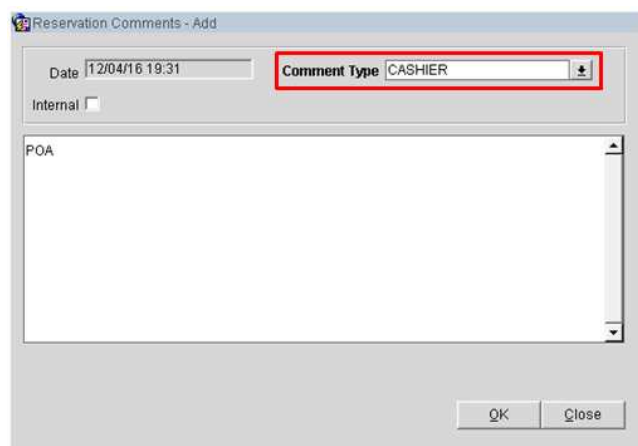 Reservation Comments - Add
Date 12/04/16 19:31 Comment Type CASHIER
Internal
POA
OK Close